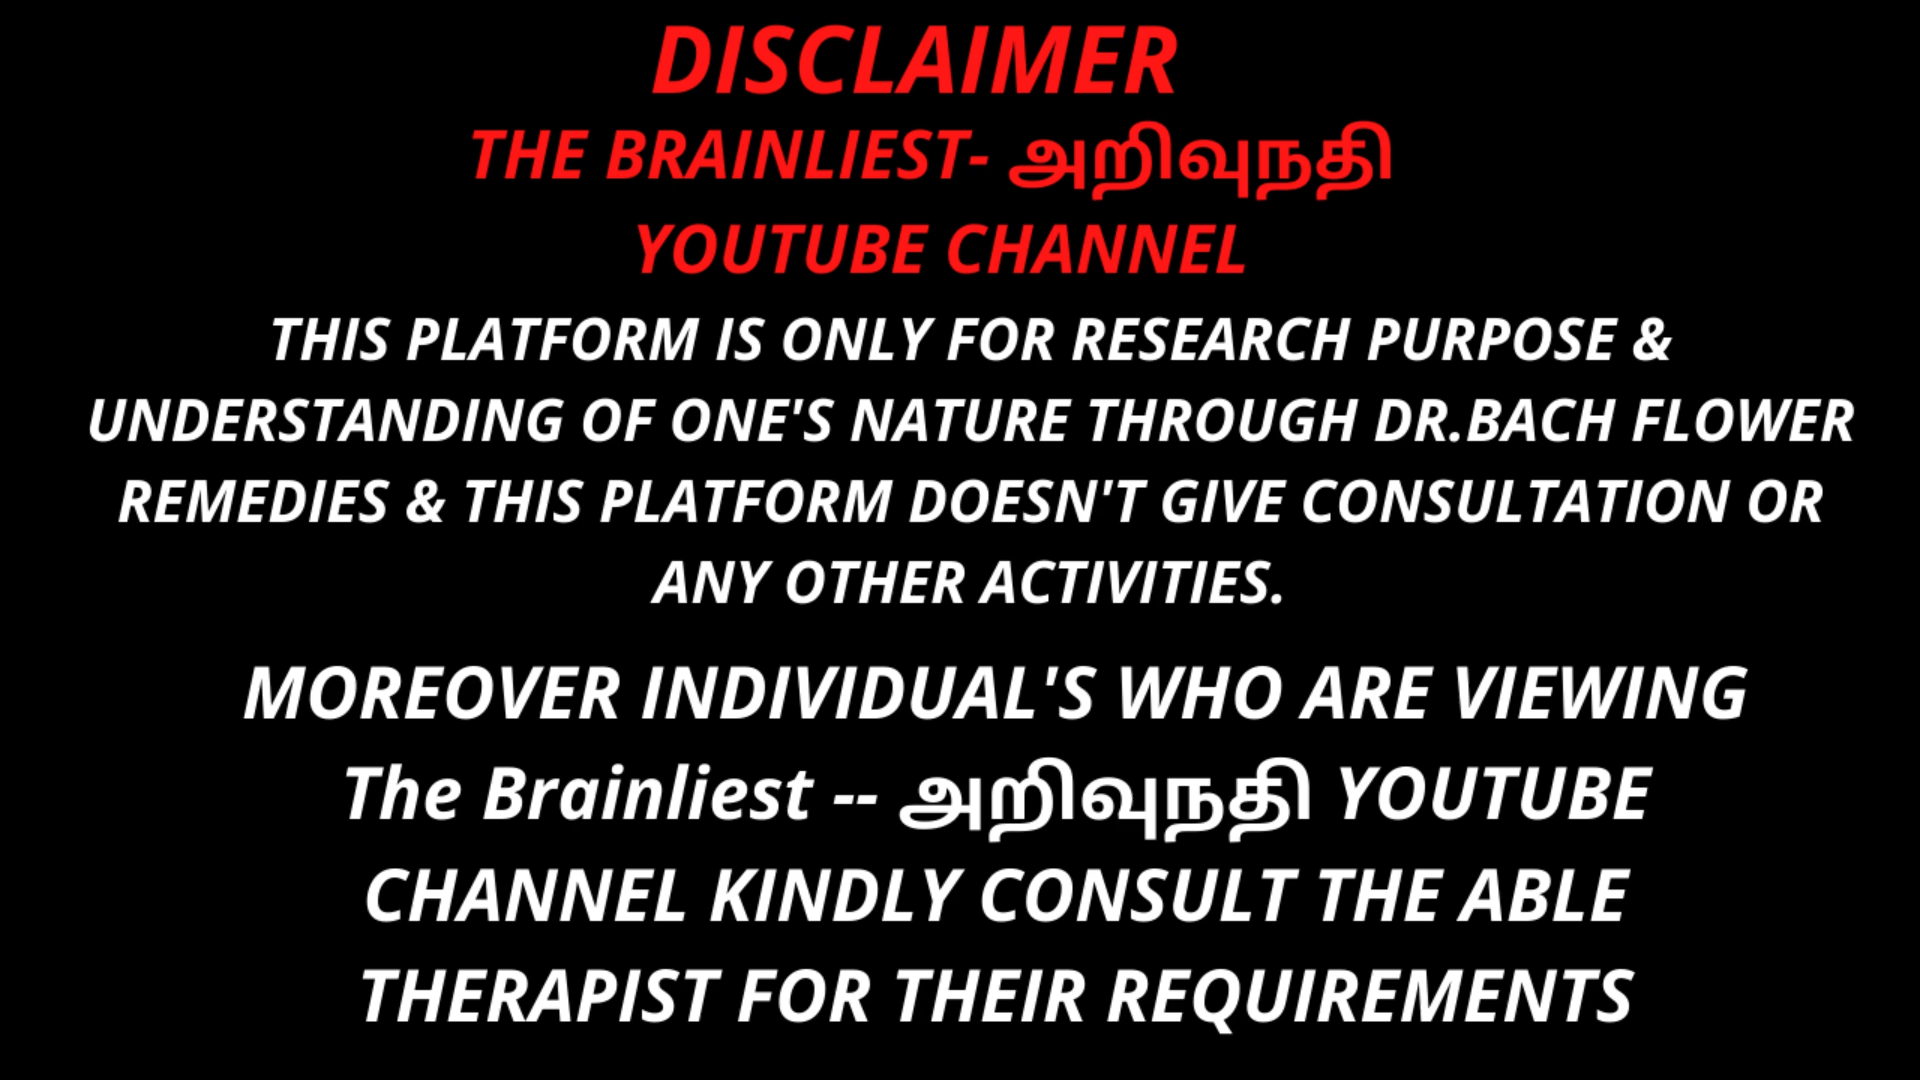 DISCLAIMER
THE BRAINLIEST- அறிவுநதி
YOUTUBE CHANNEL
THIS PLATFORM IS ONLY FOR RESEARCH PURPOSE &
UNDERSTANDING OF ONE'S NATURE THROUGH DR.BACH FLOWER
REMEDIES & THIS PLATFORM DOESN'T GIVE CONSULTATION OR
ANY OTHER ACTIVITIES.
MOREOVER INDIVIDUAL'S WHO ARE VIEWING
The Brainliest -- அறிவுநதி YOUTUBE
CHANNEL KINDLY CONSULT THE ABLE
THERAPIST FOR THEIR REQUIREMENTS